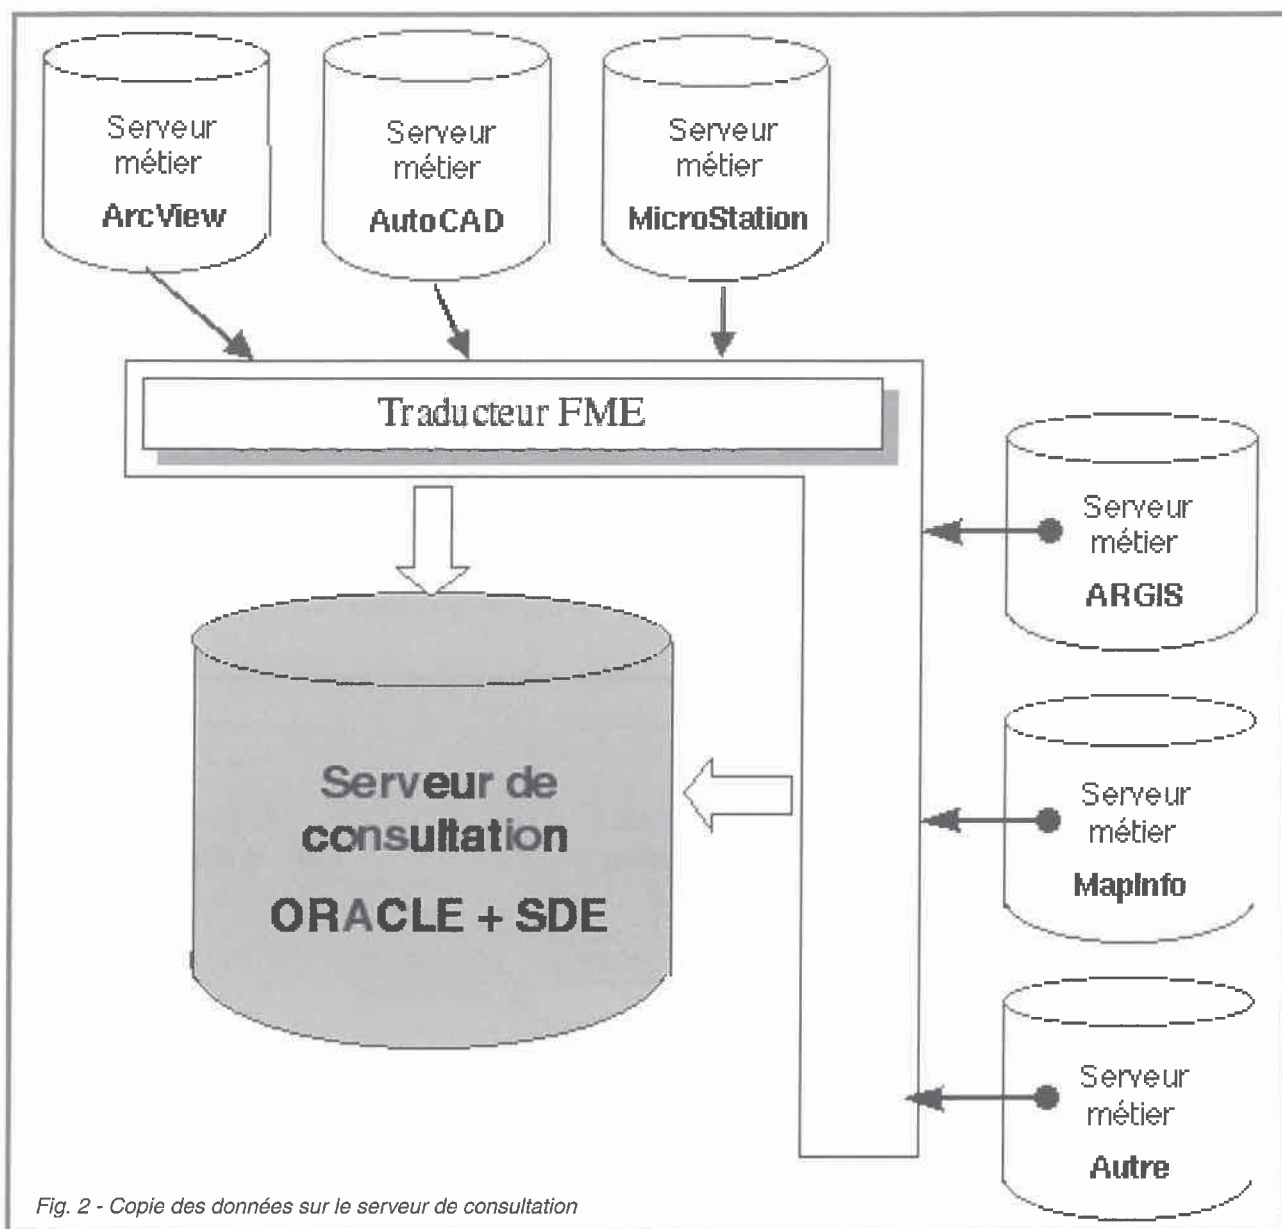 Serveur
métier
ArcView
Serveur
métier
AutoCAD
Serveur
métier
MicroStation
Traducteur FME
Serveur
métier
ARGIS
Serveur de
consultation
ORACLE + SDE
Serveur
métier
MapInfo
Serveur
métier
Autre
Fig. 2 - Copie des données sur le serveur de consultation